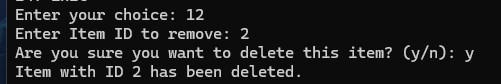 Enter your choice: 12
Enter Item ID to remove: 2
Are you sure you want to delete this item? (y/n): y
Item with ID 2 has been deleted.